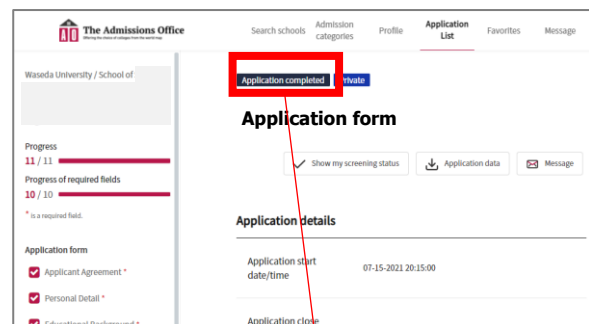 The Admissions Office
Offering the choice of colleges from the world map.
Search schools
Admission
categories
Profile
Application
List
Favorites
Message
Waseda University / School of
Progress
11 / 11
Progress of required fields
10 / 10
* is a required field.
Application form
Applicant Agreement *
Personal Detail *
Educational Background *
Application completed
Private
Application form
Show my screening status
Application data
Message
Application details
Application start
date/time
07-15-2021 20:15:00
Application close